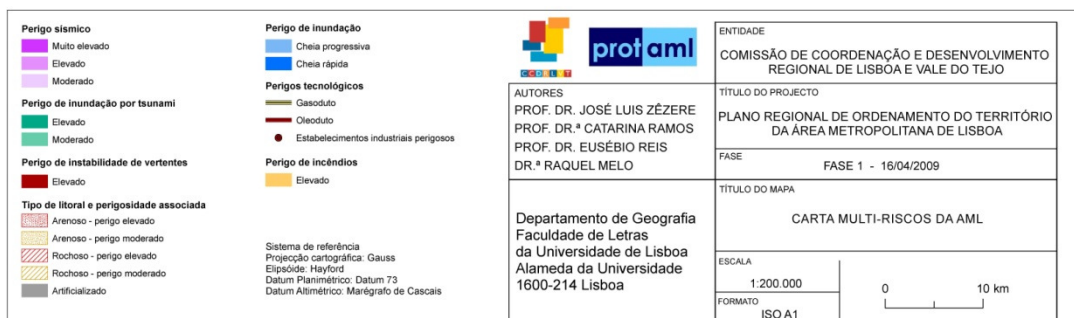 Perigo sísmico
Muito elevado
Elevado
Moderado
Perigo de inundação por tsunami
Elevado
Moderado
Perigo de instabilidade de vertentes
Elevado
Tipo de litoral e perigosidade associada
Arenoso - perigo elevado
Arenoso - perigo moderado
Rochoso - perigo elevado
Rochoso - perigo moderado
Artificializado
Perigo de inundação
Cheia progressiva
Cheia rápida
Perigos tecnológicos
Gasoduto
Oleoduto
Estabelecimentos industriais perigosos
Perigo de incêndios
Elevado
Sistema de referência
Projecção cartográfica: Gauss
Elipsóide: Hayford
Datum Planimétrico: Datum 73
Datum Altimétrico: Marégrafo de Cascais
CCDRLVT
protaml
AUTORES
PROF. DR. JOSÉ LUIS ZÊZERE
PROF. DR.ª CATARINA RAMOS
PROF. DR. EUSÉBIO REIS
DR.ª RAQUEL MELO
Departamento de Geografia
Faculdade de Letras
da Universidade de Lisboa
Alameda da Universidade
1600-214 Lisboa
ENTIDADE
COMISSÃO DE COORDENAÇÃO E DESENVOLVIMENTO
REGIONAL DE LISBOA E VALE DO TEJO
TÍTULO DO PROJECTO
PLANO REGIONAL DE ORDENAMENTO DO TERRITÓRIO
DA ÁREA METROPOLITANA DE LISBOA
FASE
FASE 1 - 16/04/2009
TÍTULO DO MAPA
CARTA MULTI-RISCOS DA AML
ESCALA
1:200.000
FORMATO
ISO A1
0 10 km